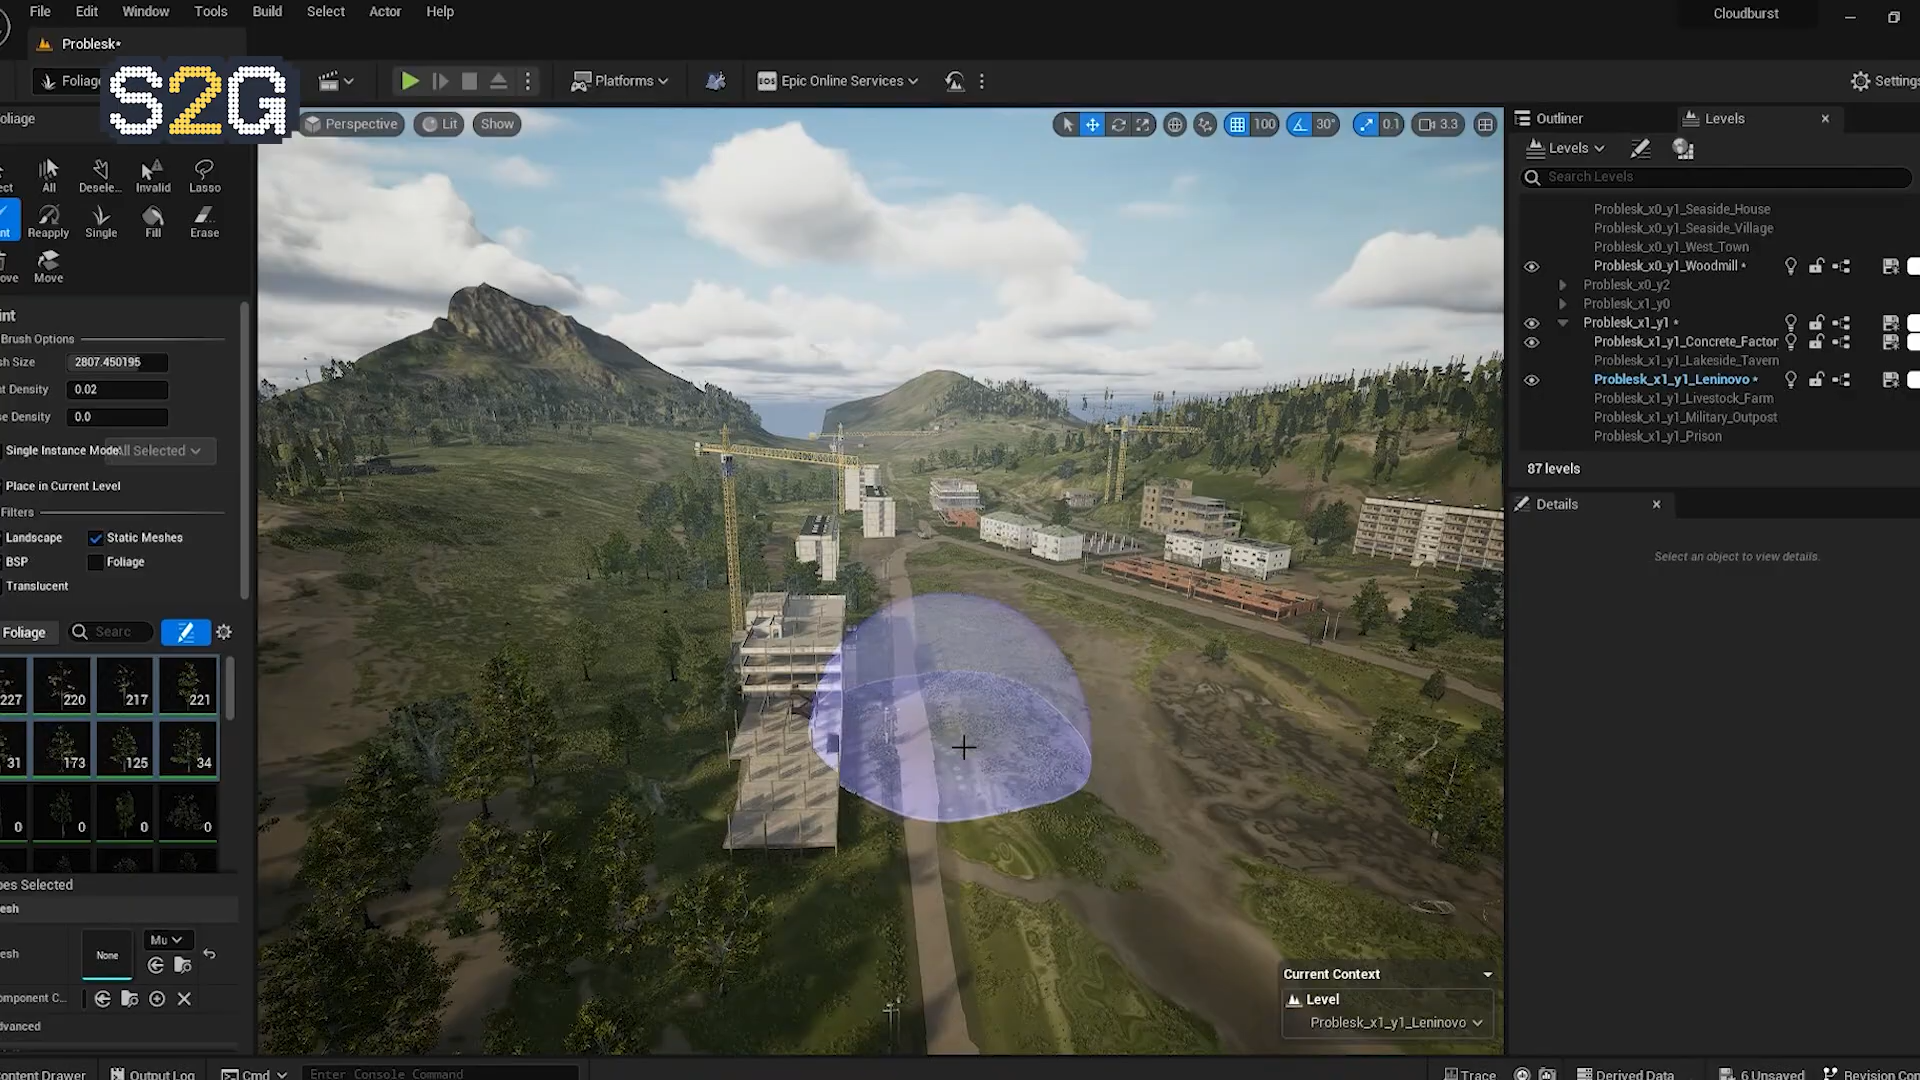 File Edit Window Tools Build Select Actor Help
Cloudburst
Problesk*
Foliage
S2G
Platforms
EOS Epic Online Services
Settings
oliage
Perspective Lit Show
100 30° 0.1 3.3
Outliner Levels
Levels
Search Levels
ect All Desele... Invalid Lasso
nt Reapply Single Fill Erase
ove Move
int
Brush Options
sh Size 2807.450195
nt Density 0.02
se Density 0.0
Single Instance Mode All Selected
Place in Current Level
Filters
Landscape Static Meshes
BSP Foliage
Translucent
Foliage Searc
227 220 217 221
31 173 125 34
0 0 0 0
pes Selected
esh
esh None Mu
omponent C...
dvanced
Problesk_x0_y1_Seaside_House
Problesk_x0_y1_Seaside_Village
Problesk_x0_y1_West_Town
Problesk_x0_y1_Woodmill *
Problesk_x0_y2
Problesk_x1_y0
Problesk_x1_y1 *
Problesk_x1_y1_Concrete_Factor
Problesk_x1_y1_Lakeside_Tavern
Problesk_x1_y1_Leninovo *
Problesk_x1_y1_Livestock_Farm
Problesk_x1_y1_Military_Outpost
Problesk_x1_y1_Prison
87 levels
Details
Select an object to view details.
Current Context
Level
Problesk_x1_y1_Leninovo
ontent Drawer Output Log Cmd Enter Console Command
Trace Derived Data 6 Unsaved Revision Con